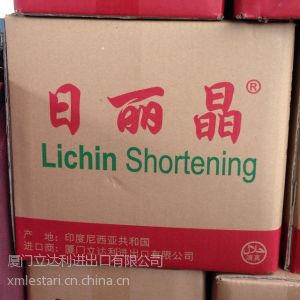 日丽晶®
Lichin Shortening
产 地：印度尼西亚共和国
进口商：厦门立达利进出口有限公司
厦门立达利进出口有限公司
xmlestari.cn.china.cn